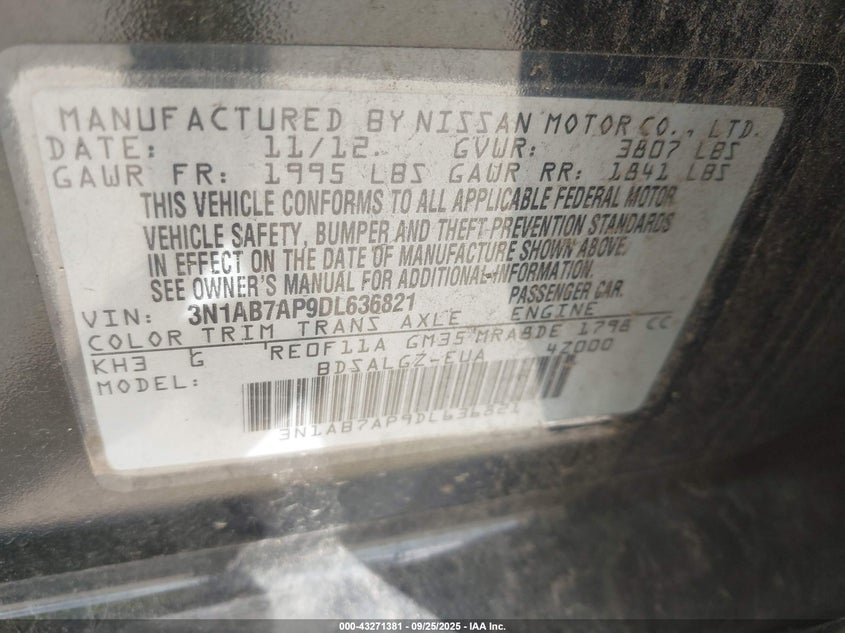 MANUFACTURED BY NISSAN MOTOR CO., LTD.
DATE: 11/12 GVWR: 3807 LBS
GAWR FR: 1995 LBS GAWR RR: 1841 LBS
THIS VEHICLE CONFORMS TO ALL APPLICABLE FEDERAL MOTOR
VEHICLE SAFETY, BUMPER AND THEFT PREVENTION STANDARDS
IN EFFECT ON THE DATE OF MANUFACTURE SHOWN ABOVE.
SEE OWNER'S MANUAL FOR ADDITIONAL INFORMATION.
VIN: 3N1AB7AP9DL636821 PASSENGER CAR
COLOR TRIM TRANS AXLE ENGINE
KH3 G RE0F11A GM35 MRA8DE 1798 CC
MODEL: BDSALGZ-EUA 4Z000
3N1AB7AP9DL636821
000-43271381 - 09/25/2025 - IAA Inc.